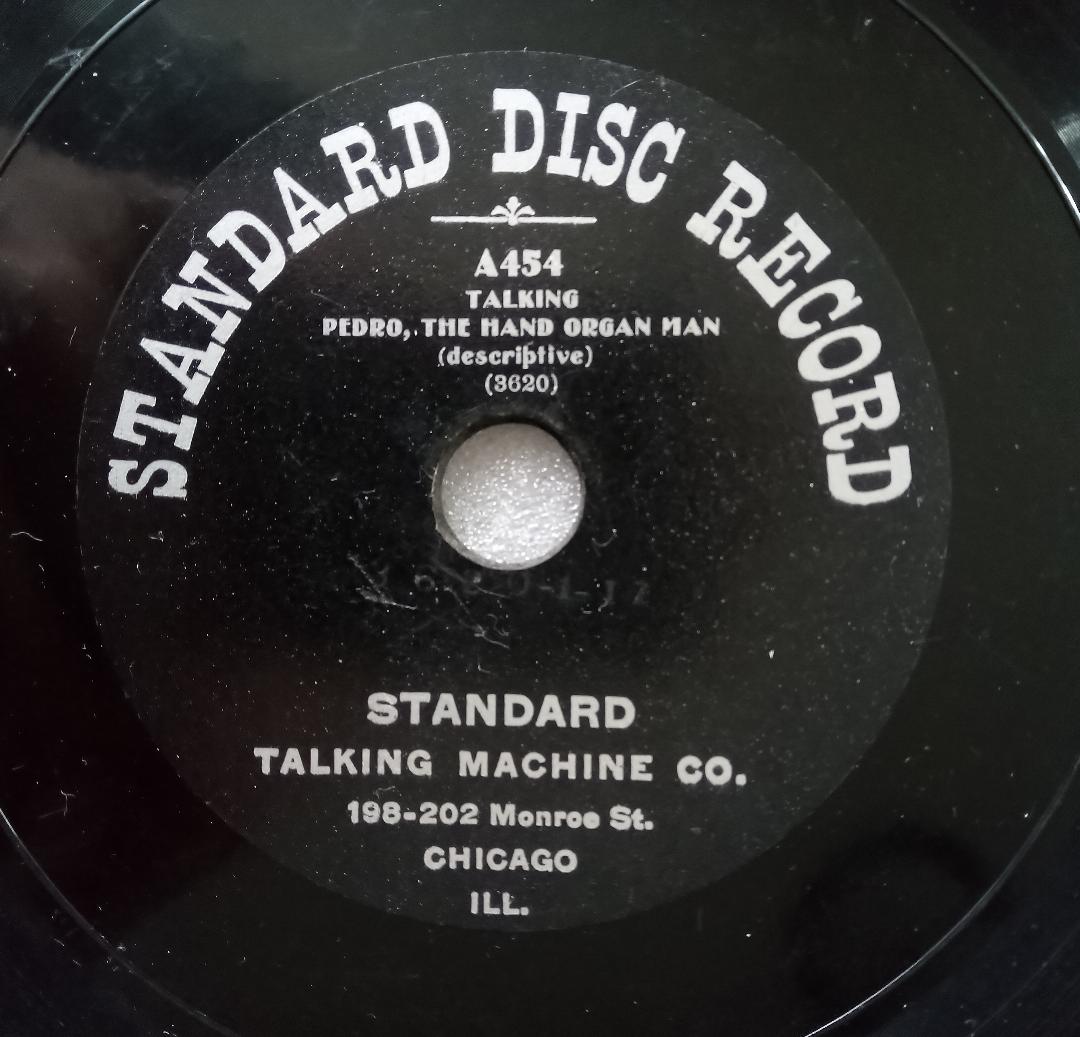 STANDARD DISC RECORD
A454
TALKING
PEDRO, THE HAND ORGAN MAN
(descriptive)
(3620)
STANDARD
TALKING MACHINE CO.
198-202 Monroe St.
CHICAGO
ILL.